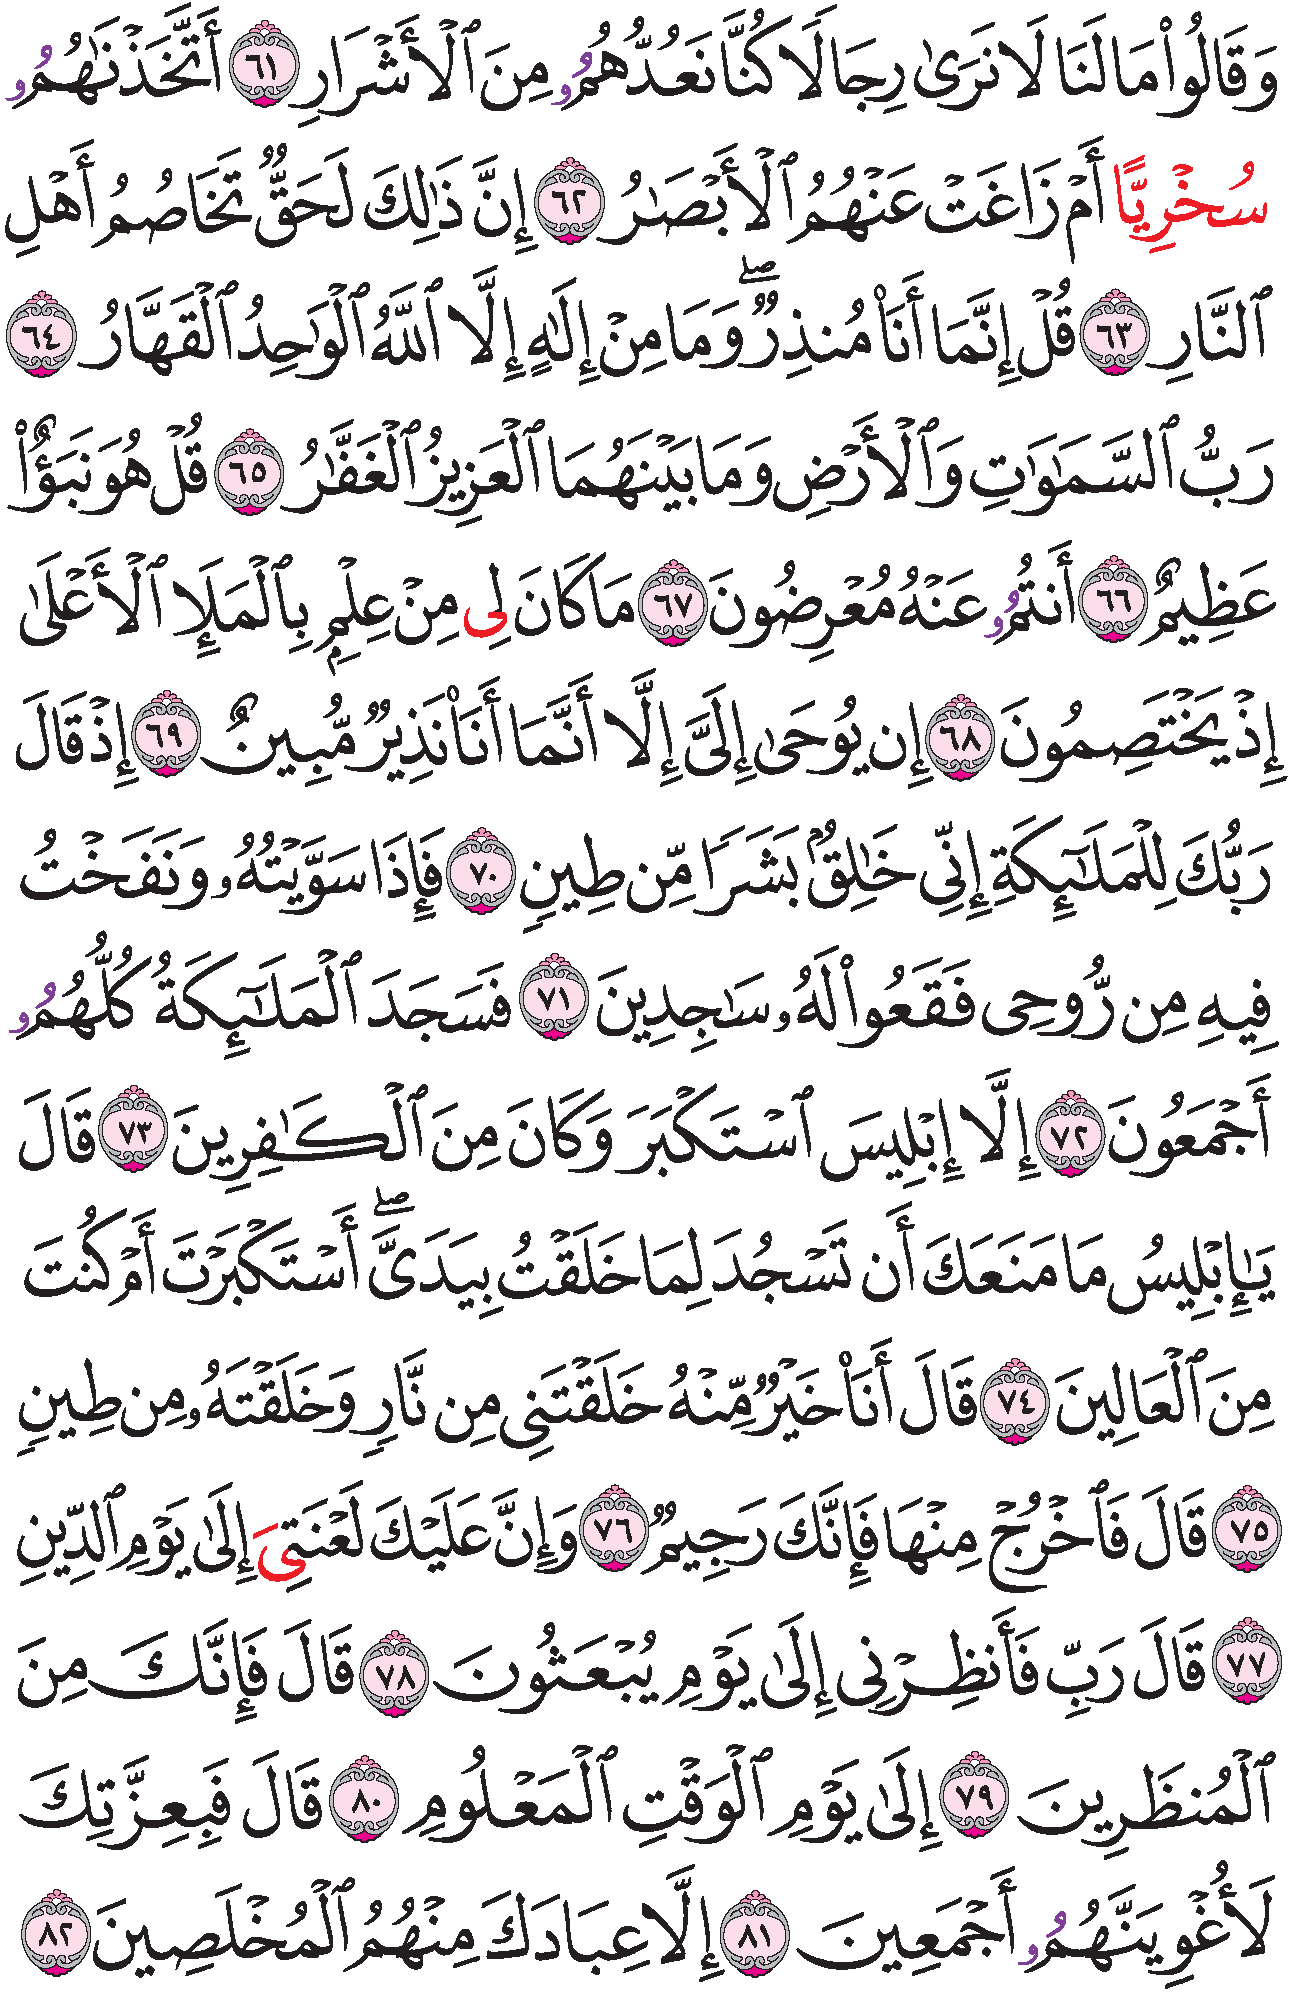 وَقَالُوا۟ مَا لَنَا لَا نَرَىٰ رِجَالًا كُنَّا نَعُدُّهُمُۥ مِنَ ٱلْأَشْرَارِ ٦١ أَتَّخَذْنَٰهُمُۥ
سُخْرِيًّا أَمْ زَاغَتْ عَنْهُمُ ٱلْأَبْصَٰرُ ٦٢ إِنَّ ذَٰلِكَ لَحَقٌّ تَخَاصُمُ أَهْلِ
ٱلنَّارِ ٦٣ قُلْ إِنَّمَا أَنَا۠ مُنذِرٌ ۖ وَمَا مِنْ إِلَٰهٍ إِلَّا ٱللَّهُ ٱلْوَٰحِدُ ٱلْقَهَّارُ ٦٤
رَبُّ ٱلسَّمَٰوَٰتِ وَٱلْأَرْضِ وَمَا بَيْنَهُمَا ٱلْعَزِيزُ ٱلْغَفَّٰرُ ٦٥ قُلْ هُوَ نَبَؤٌا۟
عَظِيمٌ ٦٦ أَنتُمُۥ عَنْهُ مُعْرِضُونَ ٦٧ مَا كَانَ لِى مِنْ عِلْمٍۭ بِٱلْمَلَإِ ٱلْأَعْلَىٰ
إِذْ يَخْتَصِمُونَ ٦٨ إِن يُوحَىٰ إِلَىَّ إِلَّا أَنَّمَا أَنَا۠ نَذِيرٌ مُّبِينٌ ٦٩ إِذْ قَالَ
رَبُّكَ لِلْمَلَٰٓئِكَةِ إِنِّى خَٰلِقٌۢ بَشَرًا مِّن طِينٍ ٧٠ فَإِذَا سَوَّيْتُهُۥ وَنَفَخْتُ
فِيهِ مِن رُّوحِى فَقَعُوا۟ لَهُۥ سَٰجِدِينَ ٧١ فَسَجَدَ ٱلْمَلَٰٓئِكَةُ كُلُّهُمُۥ
أَجْمَعُونَ ٧٢ إِلَّا إِبْلِيسَ ٱسْتَكْبَرَ وَكَانَ مِنَ ٱلْكَٰفِرِينَ ٧٣ قَالَ
يَٰإِبْلِيسُ مَا مَنَعَكَ أَن تَسْجُدَ لِمَا خَلَقْتُ بِيَدَىَّ ۖ أَسْتَكْبَرْتَ أَمْ كُنتَ
مِنَ ٱلْعَالِينَ ٧٤ قَالَ أَنَا۠ خَيْرٌ مِّنْهُ خَلَقْتَنِى مِن نَّارٍ وَخَلَقْتَهُۥ مِن طِينٍ
٧٥ قَالَ فَٱخْرُجْ مِنْهَا فَإِنَّكَ رَجِيمٌ ٧٦ وَإِنَّ عَلَيْكَ لَعْنَتِىَ إِلَىٰ يَوْمِ ٱلدِّينِ
٧٧ قَالَ رَبِّ فَأَنظِرْنِى إِلَىٰ يَوْمِ يُبْعَثُونَ ٧٨ قَالَ فَإِنَّكَ مِنَ
ٱلْمُنظَرِينَ ٧٩ إِلَىٰ يَوْمِ ٱلْوَقْتِ ٱلْمَعْلُومِ ٨٠ قَالَ فَبِعِزَّتِكَ
لَأُغْوِيَنَّهُمُۥ أَجْمَعِينَ ٨١ إِلَّا عِبَادَكَ مِنْهُمُ ٱلْمُخْلَصِينَ ٨٢